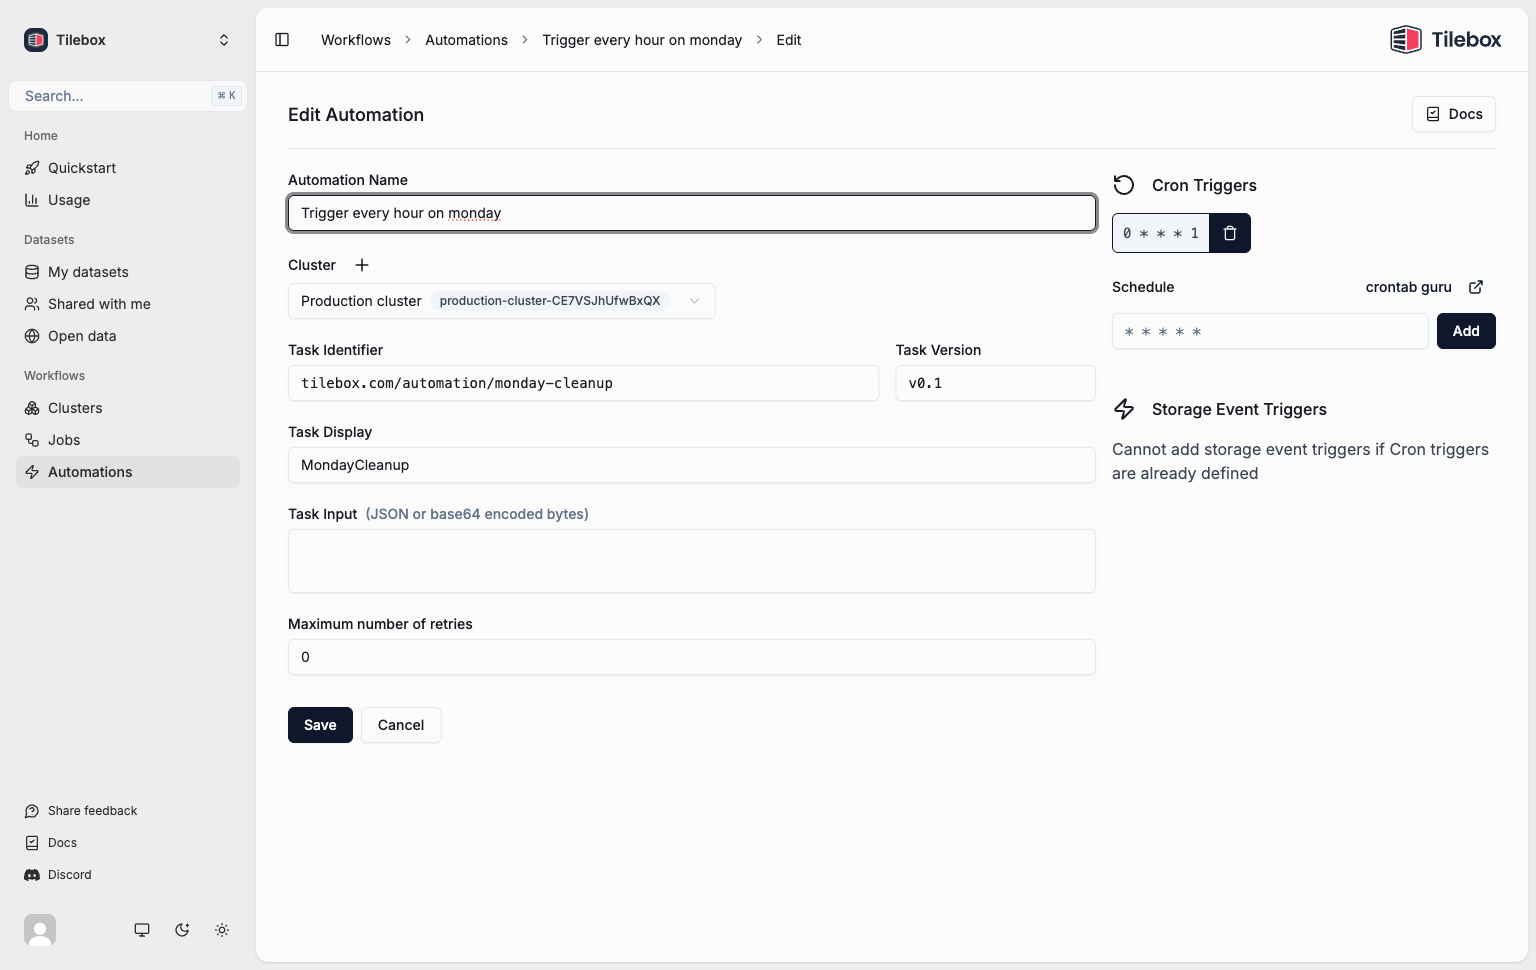 Tilebox
Search... ⌘ K
Home
Quickstart
Usage
Datasets
My datasets
Shared with me
Open data
Workflows
Clusters
Jobs
Automations
Share feedback
Docs
Discord
Workflows > Automations > Trigger every hour on monday > Edit
Tilebox
Edit Automation
Docs
Automation Name
Trigger every hour on monday
Cluster +
Production cluster production-cluster-CE7VSJhUfwBxQX
Task Identifier Task Version
tilebox.com/automation/monday-cleanup v0.1
Task Display
MondayCleanup
Task Input (JSON or base64 encoded bytes)
Maximum number of retries
0
Save Cancel
Cron Triggers
0 * * * 1
Schedule crontab guru
* * * * * Add
Storage Event Triggers
Cannot add storage event triggers if Cron triggers
are already defined